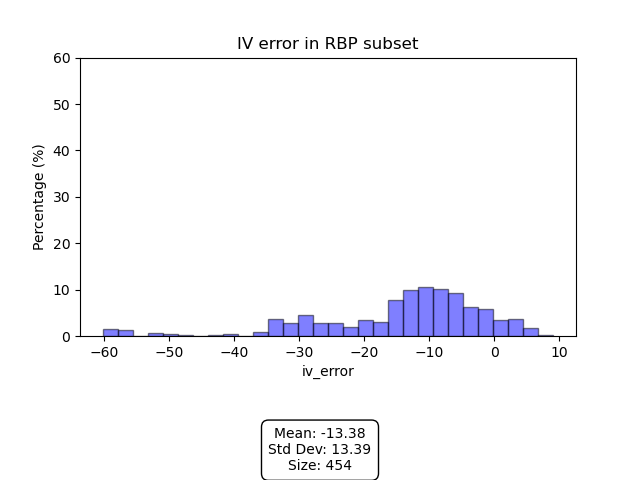 IV error in RBP subset
60
50
40
30
20
10
0
Percentage (%)
−60 −50 −40 −30 −20 −10 0 10
iv_error
Mean: -13.38
Std Dev: 13.39
Size: 454